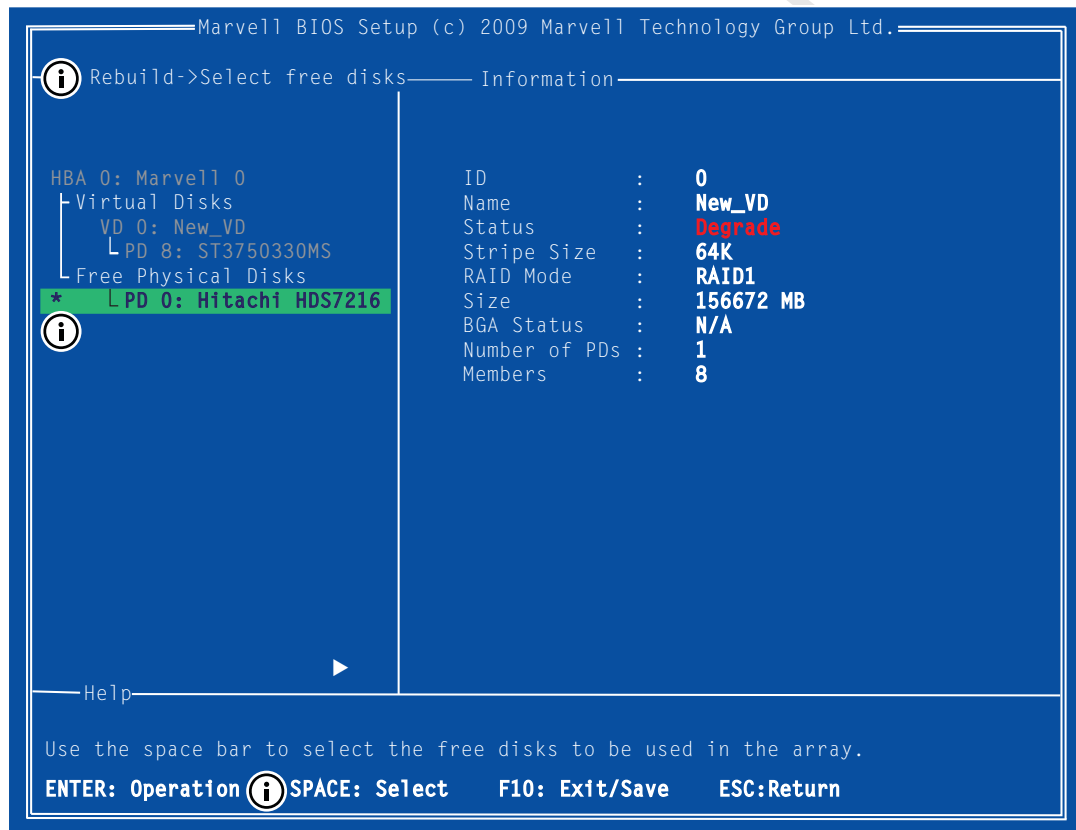 Marvell BIOS Setup (c) 2009 Marvell Technology Group Ltd.
i Rebuild->Select free disks
Information
HBA 0: Marvell 0
Virtual Disks
VD 0: New_VD
PD 8: ST3750330MS
Free Physical Disks
* PD 0: Hitachi HDS7216
i
ID : 0
Name : New_VD
Status : Degrade
Stripe Size : 64K
RAID Mode : RAID1
Size : 156672 MB
BGA Status : N/A
Number of PDs : 1
Members : 8
Help
Use the space bar to select the free disks to be used in the array.
ENTER: Operation i SPACE: Select F10: Exit/Save ESC:Return